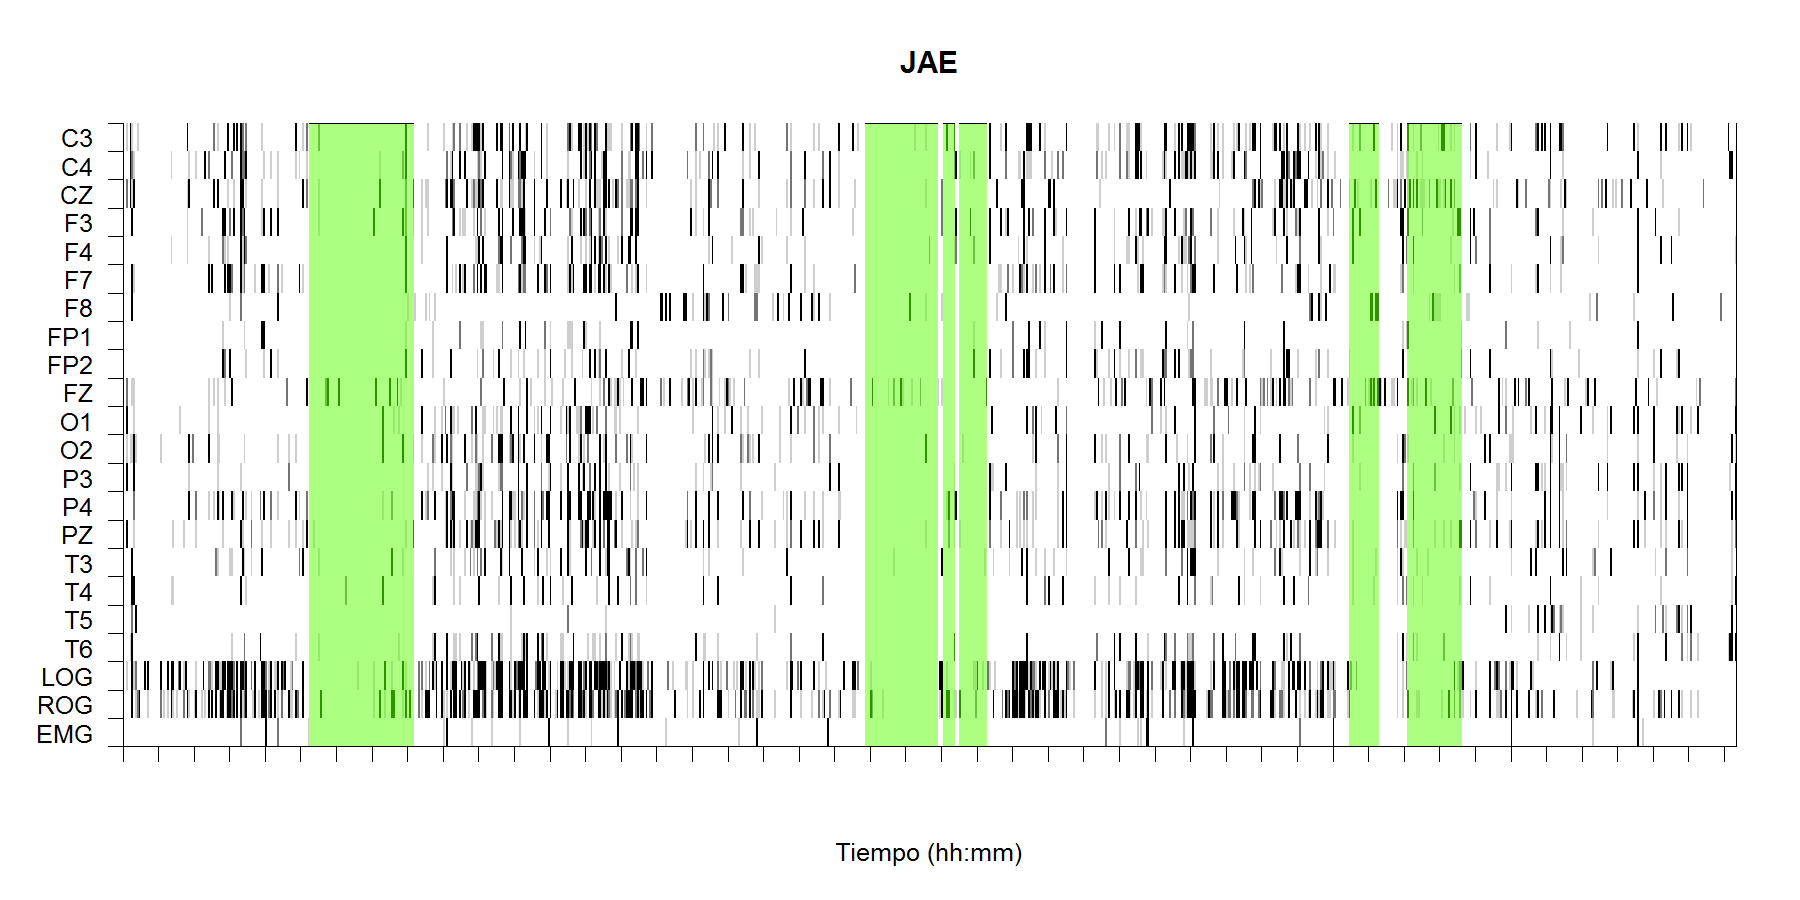 JAE
C3
C4
CZ
F3
F4
F7
F8
FP1
FP2
FZ
O1
O2
P3
P4
PZ
T3
T4
T5
T6
LOG
ROG
EMG
Tiempo (hh:mm)